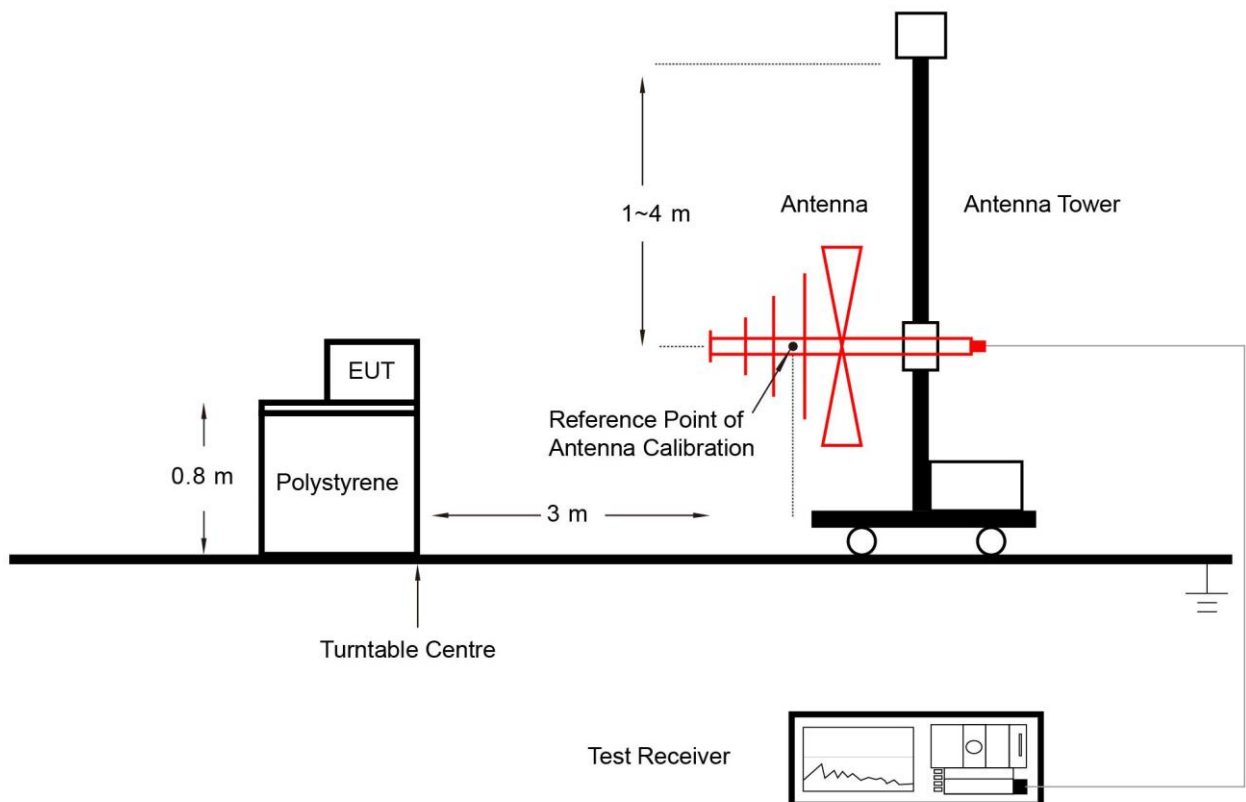 1~4 m
Antenna
Antenna Tower
EUT
Reference Point of
Antenna Calibration
0.8 m
Polystyrene
3 m
Turntable Centre
Test Receiver